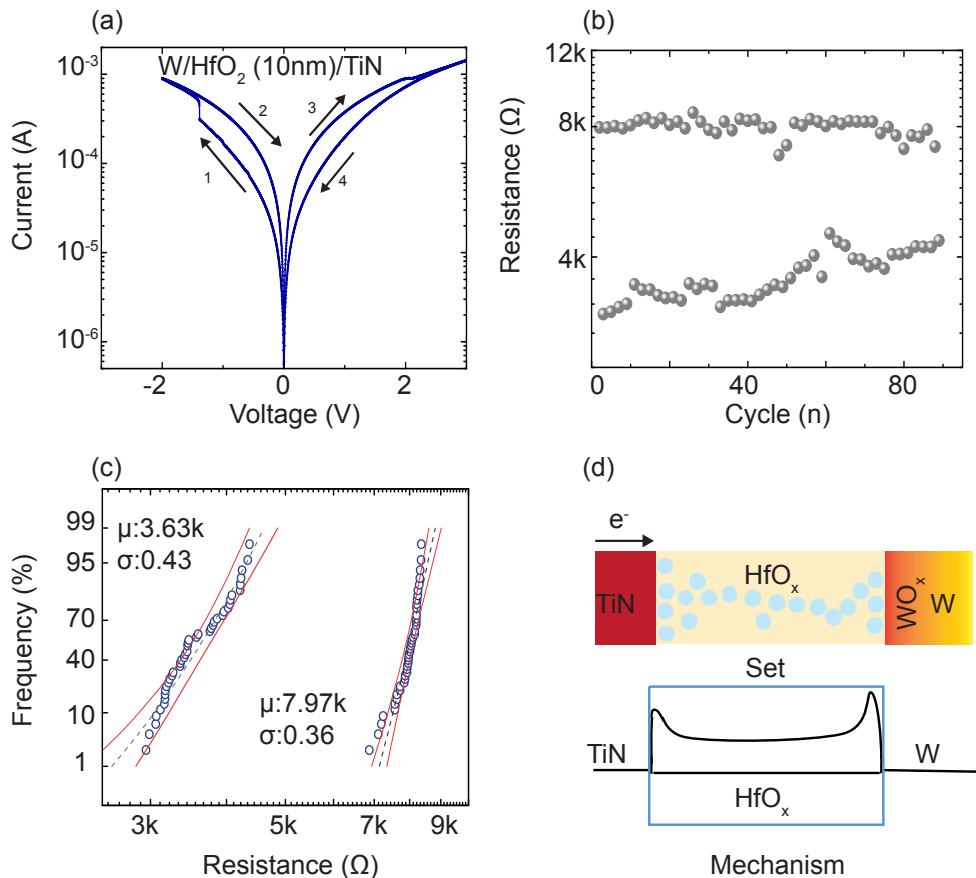 (a)
W/HfO₂ (10nm)/TiN
10⁻³
10⁻⁴
10⁻⁵
10⁻⁶
Current (A)
1
2
3
4
-2
0
2
Voltage (V)
(b)
12k
8k
4k
Resistance (Ω)
0
40
80
Cycle (n)
(c)
99
95
70
40
10
1
Frequency (%)
μ:3.63k
σ:0.43
μ:7.97k
σ:0.36
3k
5k
7k
9k
Resistance (Ω)
(d)
e⁻
TiN
HfOₓ
WOₓ
W
Set
TiN
W
HfOₓ
Mechanism